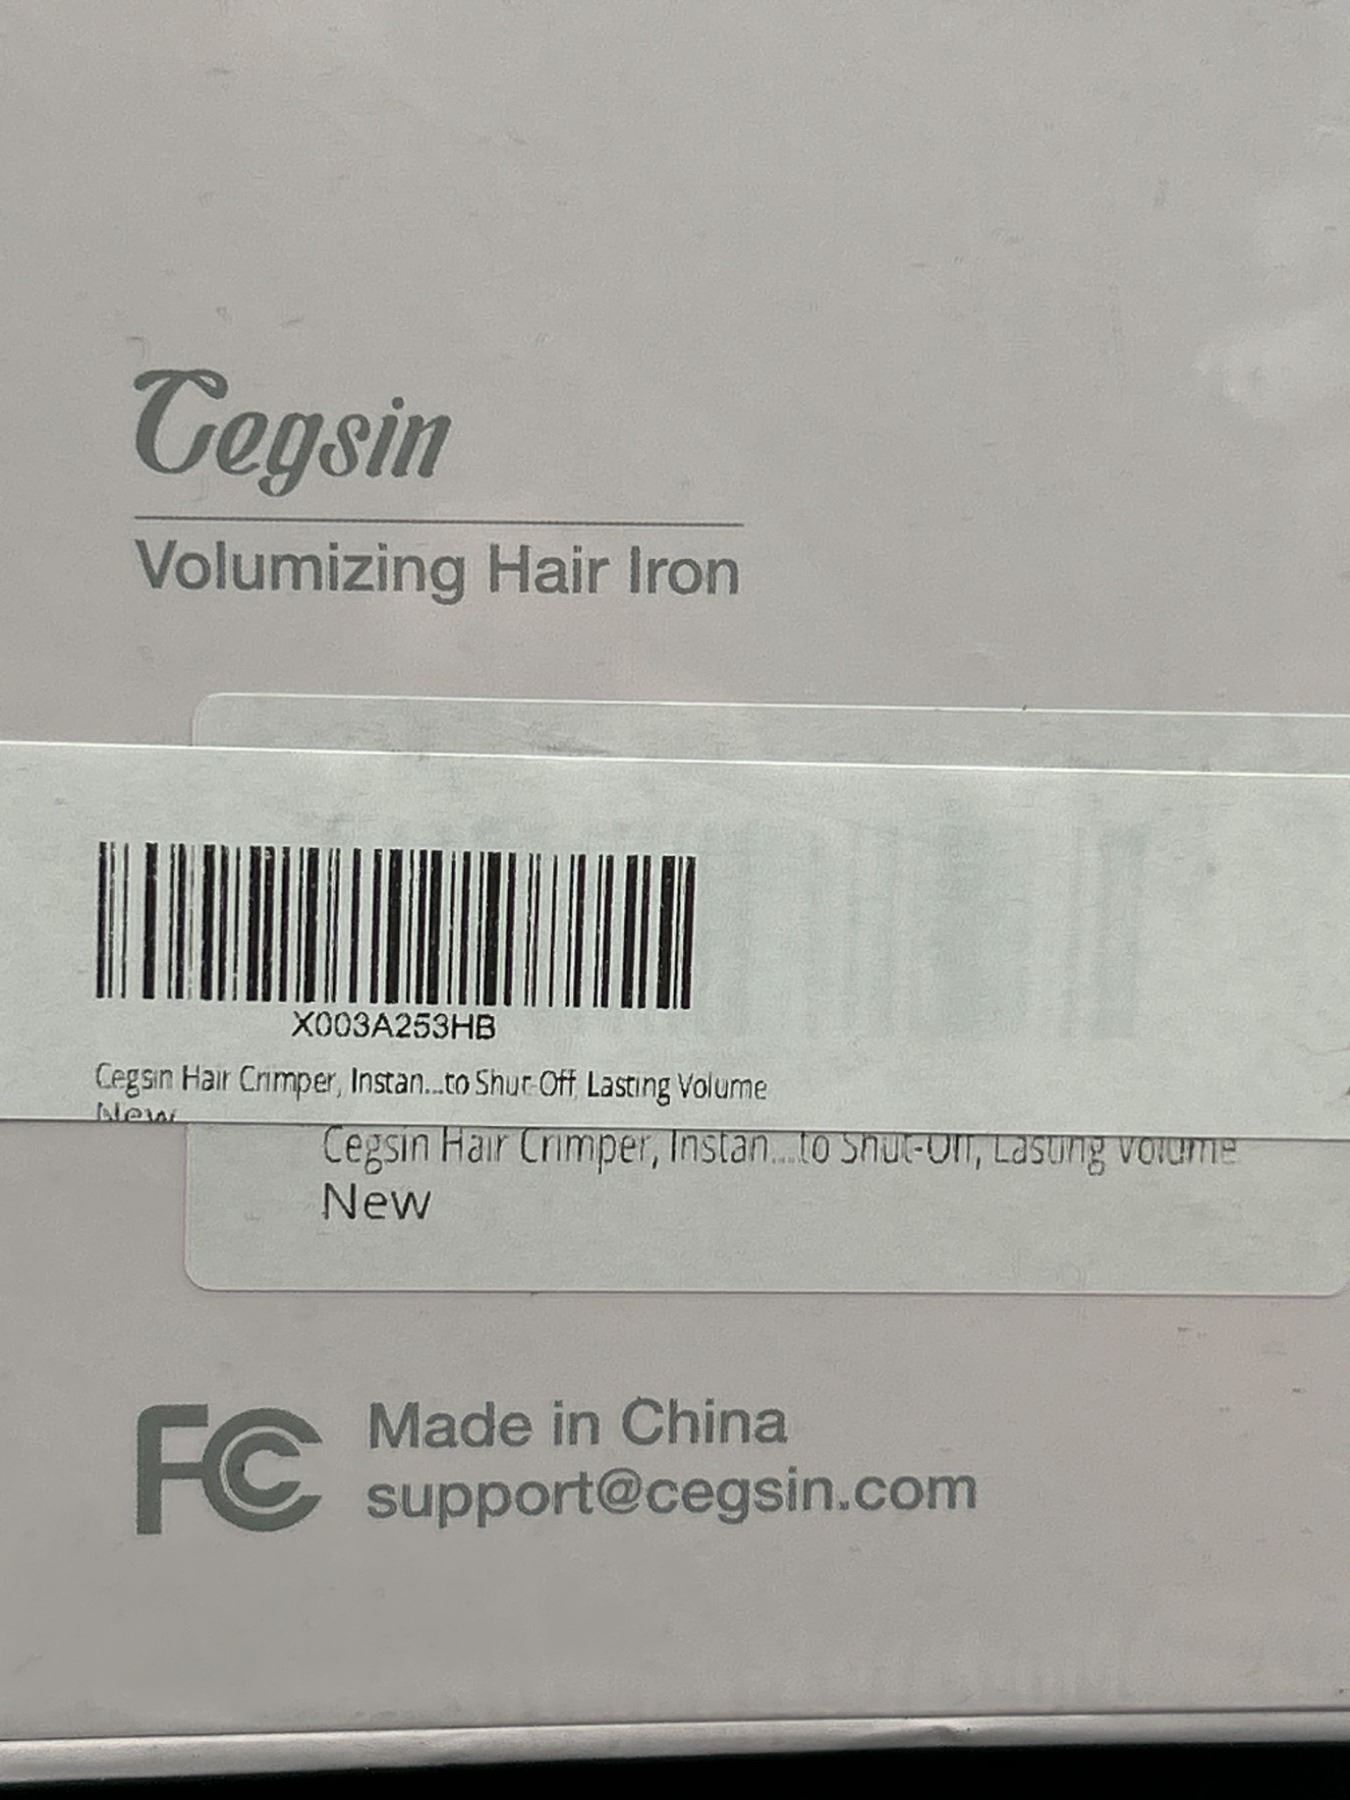 Cegsin
Volumizing Hair Iron
X003A253HB
Cegsin Hair Crimper, Instan...to Shut-Off, Lasting Volume
New
Cegsin Hair Crimper, Instan...to Shut-Off, Lasting Volume
New
FC
Made in China
support@cegsin.com